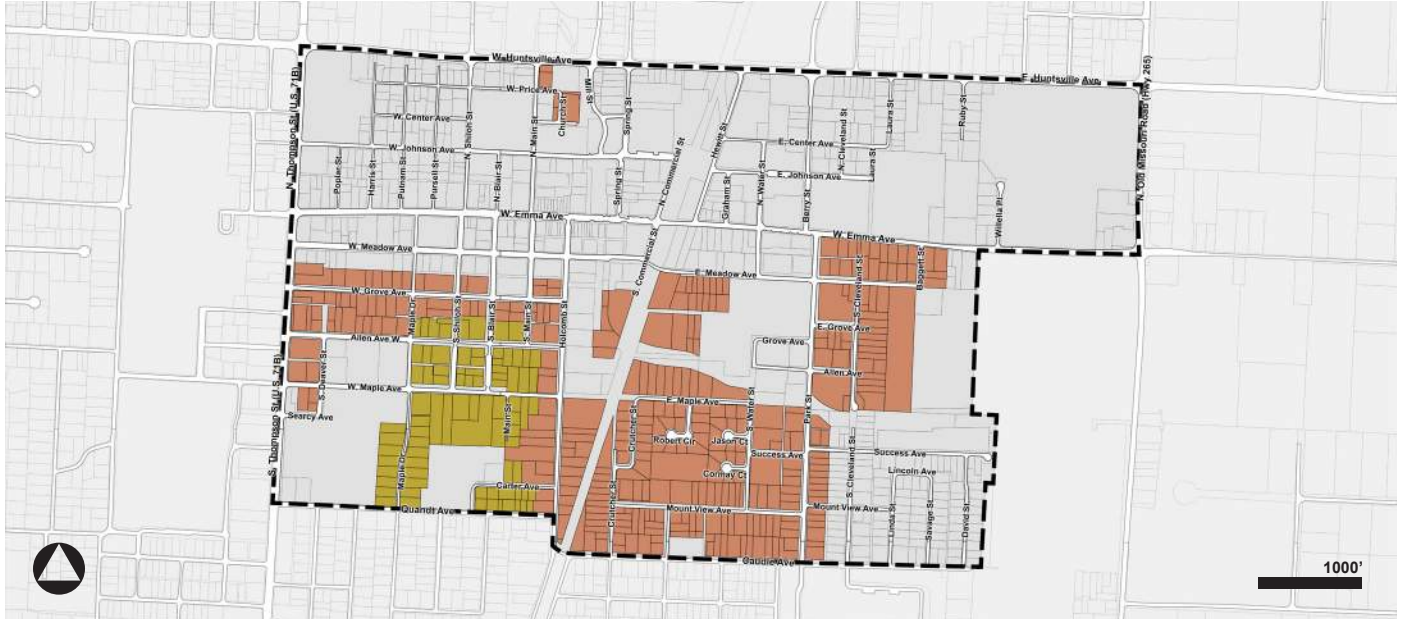 W. Huntsville Ave
E. Huntsville Ave
N. Thompson St (U.S. 71B)
N. Old Missouri Road (Hwy 265)
W. Price Ave
Mill St
Church St
Spring St
W. Center Ave
N. Shiloh St
N. Main St
Hewitt St
N. Cleveland St
Laura St
Ruby St
E. Center Ave
W. Johnson Ave
N. Commercial St
Laura St
Poplar St
Harris St
Putnam St
Pursell St
N. Blair St
Spring St
Graham St
N. Water St
E. Johnson Ave
Berry St
Willella Pl
W. Emma Ave
W. Emma Ave
W. Meadow Ave
S. Commercial St
E. Meadow Ave
S. Cleveland St
Baggett St
W. Grove Ave
Maple Dr
S. Shiloh St
S. Blair St
S. Main St
Holcomb St
E. Grove Ave
Allen Ave W
Grove Ave
S. Deaver St
Allen Ave
S. Thompson St (U.S. 71B)
W. Maple Ave
E. Maple Ave
S. Water St
Park St
Searcy Ave
Main St
Crutcher St
Robert Cir
Jason Ct
Success Ave
S. Cleveland St
Success Ave
Maple Dr
Conway Ct
Lincoln Ave
Carter Ave
Crutcher St
Quandt Ave
Mount View Ave
Mount View Ave
Linda St
Savage St
David St
Caudle Ave
1000'